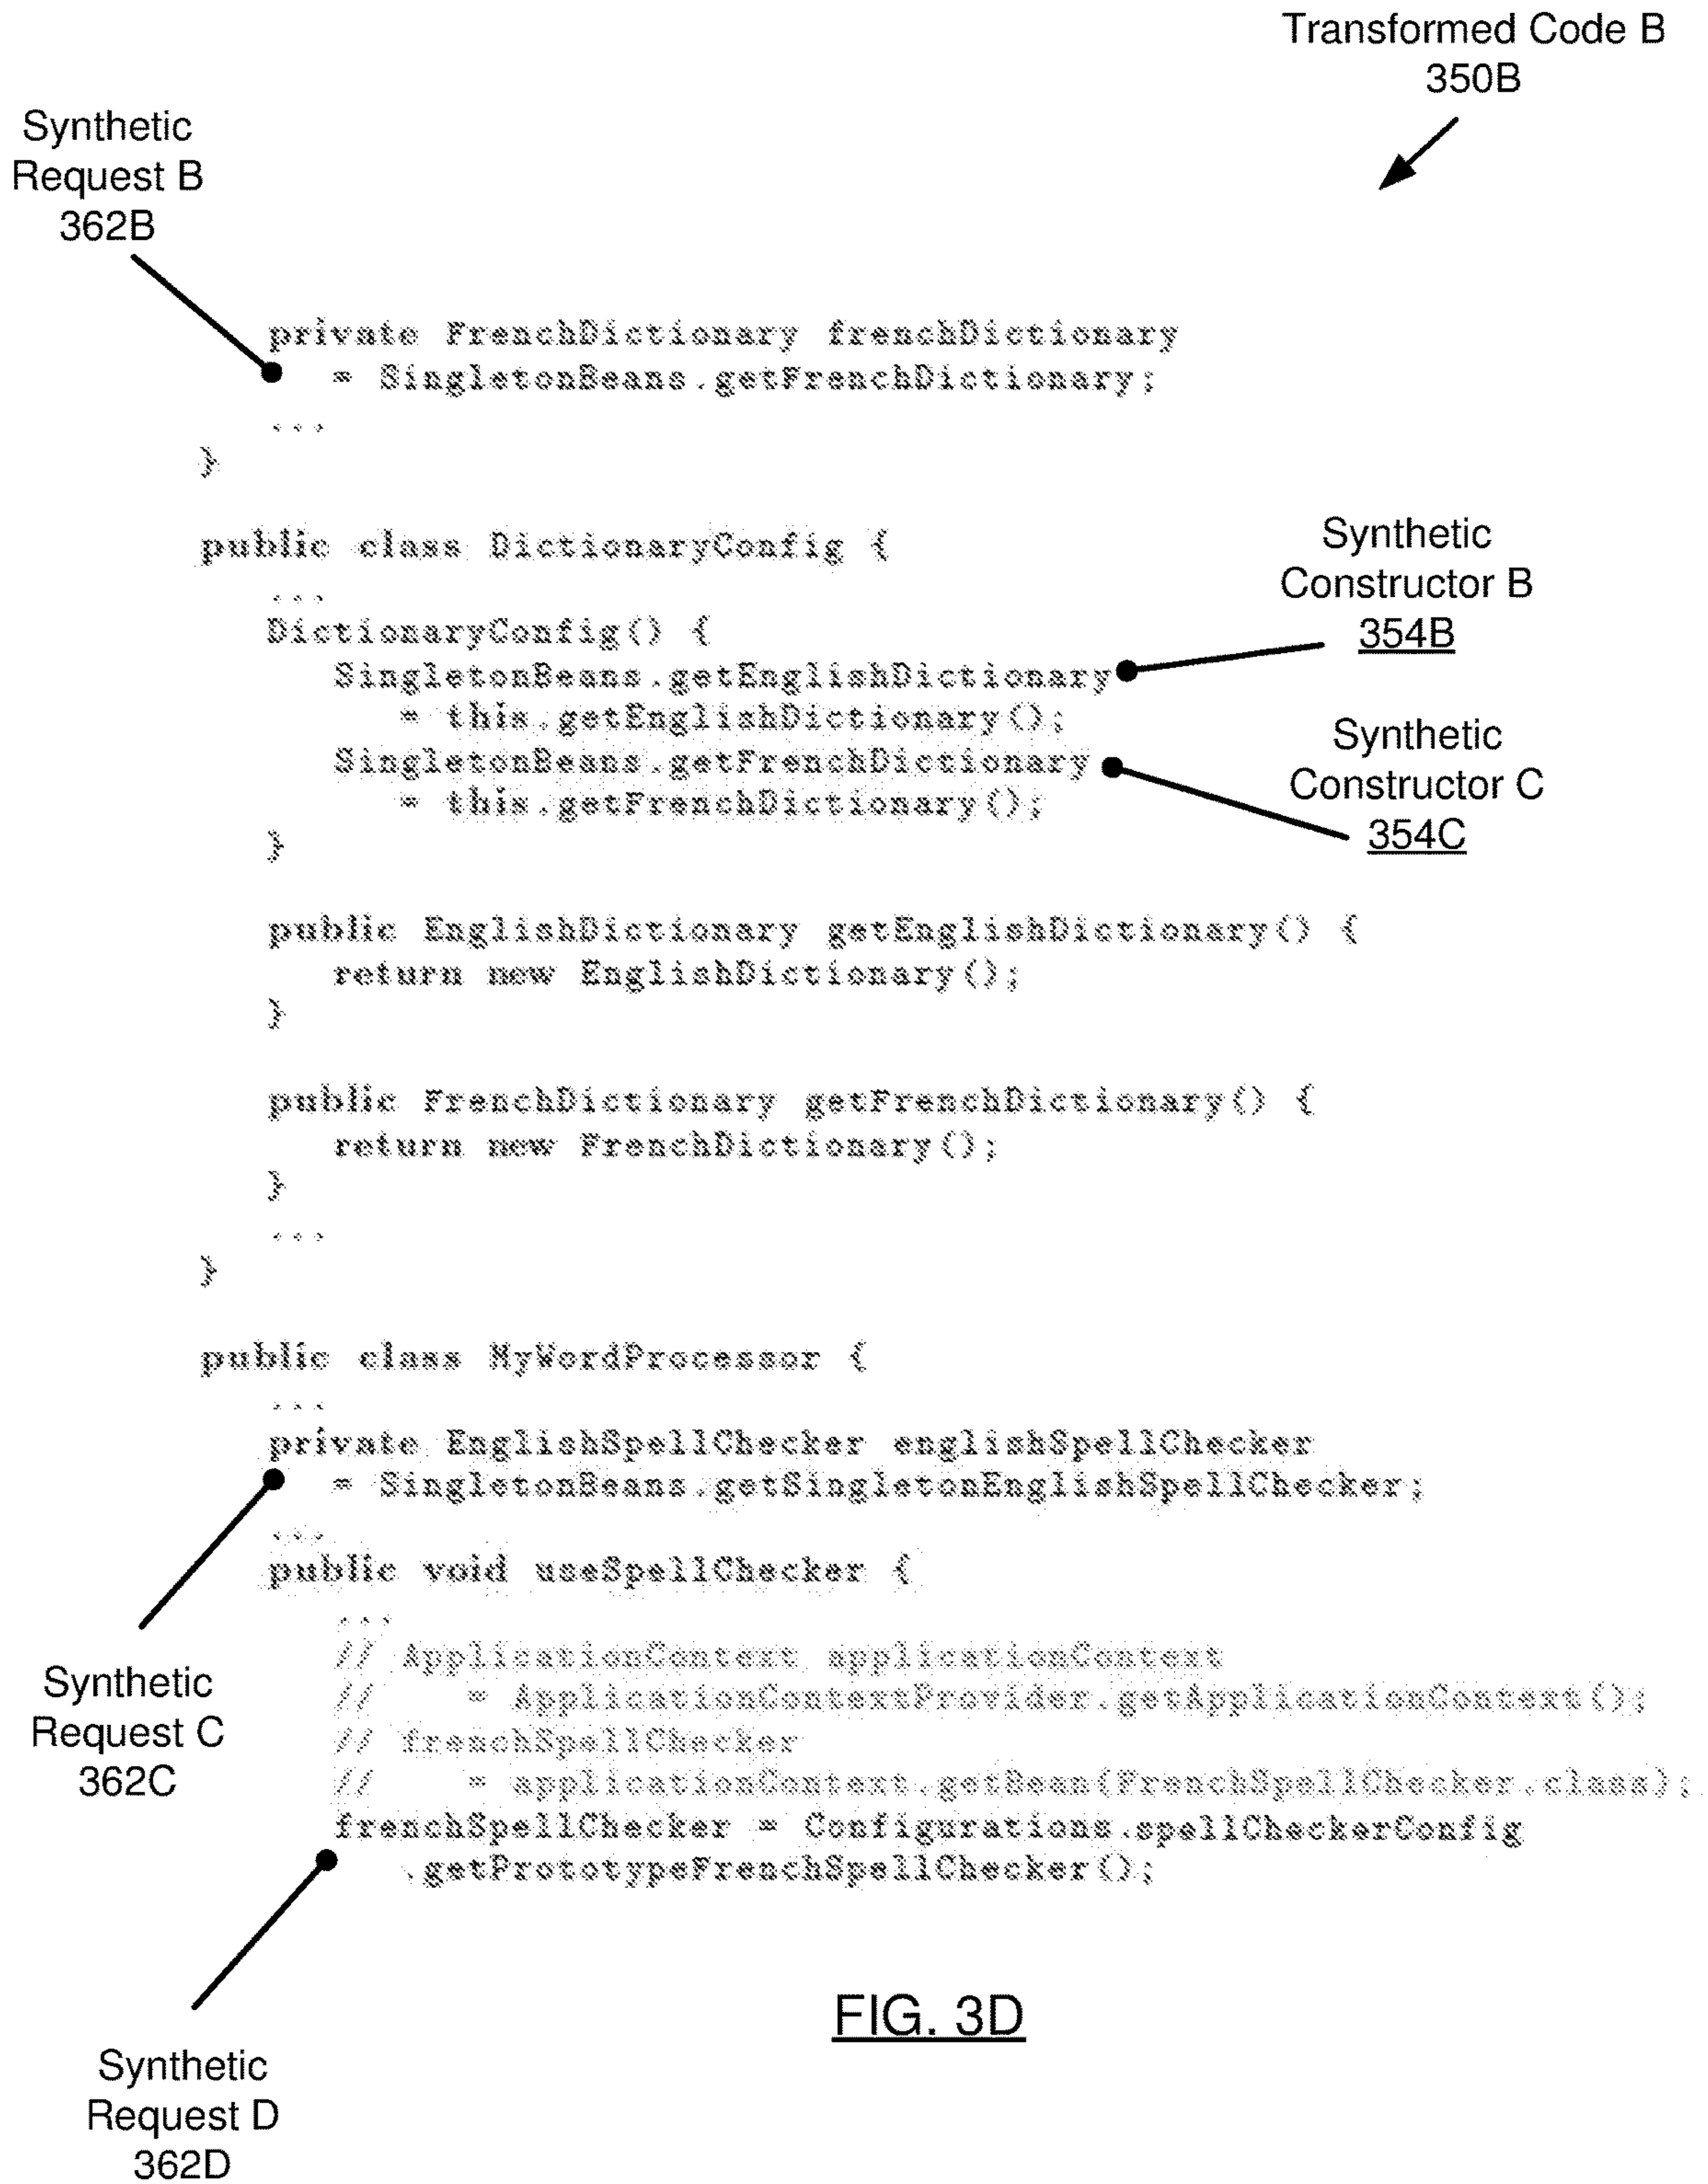 Transformed Code B
350B
Synthetic
Request B
362B
private FrenchDictionary frenchDictionary
= SingletonBeans.getFrenchDictionary;
...
}
public class DictionaryConfig {
...
DictionaryConfig() {
SingletonBeans.getEnglishDictionary
= this.getEnglishDictionary();
SingletonBeans.getFrenchDictionary
= this.getFrenchDictionary();
}
Synthetic
Constructor B
354B
Synthetic
Constructor C
354C
public EnglishDictionary getEnglishDictionary() {
return new EnglishDictionary();
}
public FrenchDictionary getFrenchDictionary() {
return new FrenchDictionary();
}
...
}
public class MyWordProcessor {
...
private EnglishSpellChecker englishSpellChecker
= SingletonBeans.getSingletonEnglishSpellChecker;
...
public void useSpellChecker {
...
// ApplicationContext applicationContext
// = ApplicationContextProvider.getApplicationContext();
// frenchSpellChecker
// = applicationContext.getBean(FrenchSpellChecker.class);
frenchSpellChecker = Configurations.spellCheckerConfig
.getPrototypeFrenchSpellChecker();
Synthetic
Request C
362C
Synthetic
Request D
362D
FIG. 3D